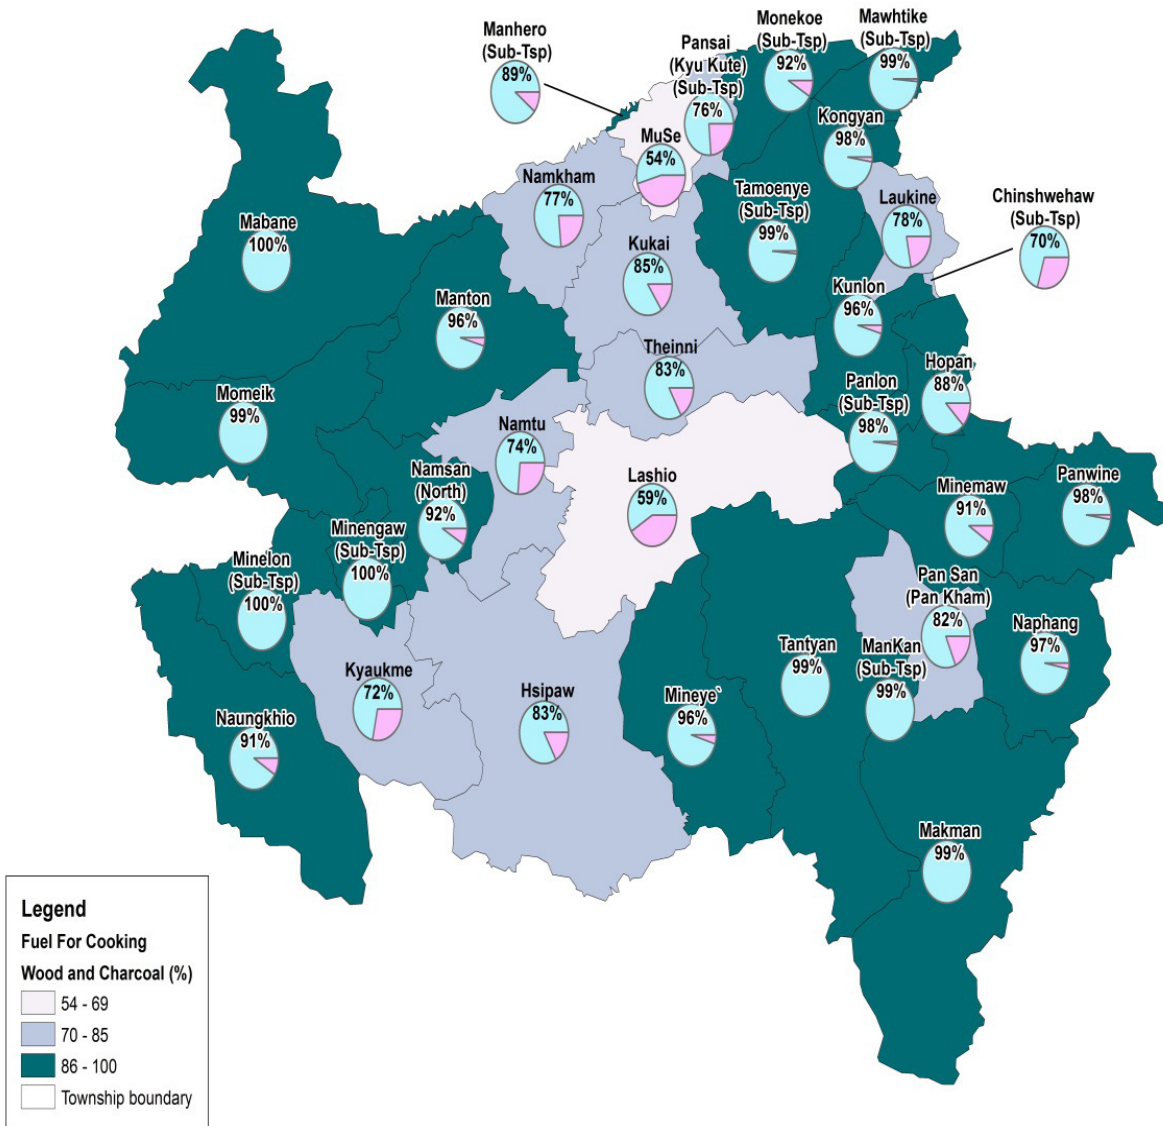 Manhero
(Sub-Tsp)
89%
Pansai
(Kyu Kute)
(Sub-Tsp)
76%
Monekoe
(Sub-Tsp)
92%
Mawhtike
(Sub-Tsp)
99%
MuSe
54%
Kongyan
98%
Namkham
77%
Tamoenye
(Sub-Tsp)
99%
Laukine
78%
Chinshwehaw
(Sub-Tsp)
70%
Mabane
100%
Kukai
85%
Manton
96%
Kunlon
96%
Theinni
83%
Hopan
88%
Panlon
(Sub-Tsp)
98%
Momeik
99%
Namtu
74%
Namsan
(North)
92%
Lashio
59%
Minemaw
91%
Panwine
98%
Minengaw
(Sub-Tsp)
100%
Minelon
(Sub-Tsp)
100%
Pan San
(Pan Kham)
82%
Naphang
97%
Tantyan
99%
ManKan
(Sub-Tsp)
99%
Kyaukme
72%
Hsipaw
83%
Mineye`
96%
Naungkhio
91%
Makman
99%
Legend
Fuel For Cooking
Wood and Charcoal (%)
54 - 69
70 - 85
86 - 100
Township boundary